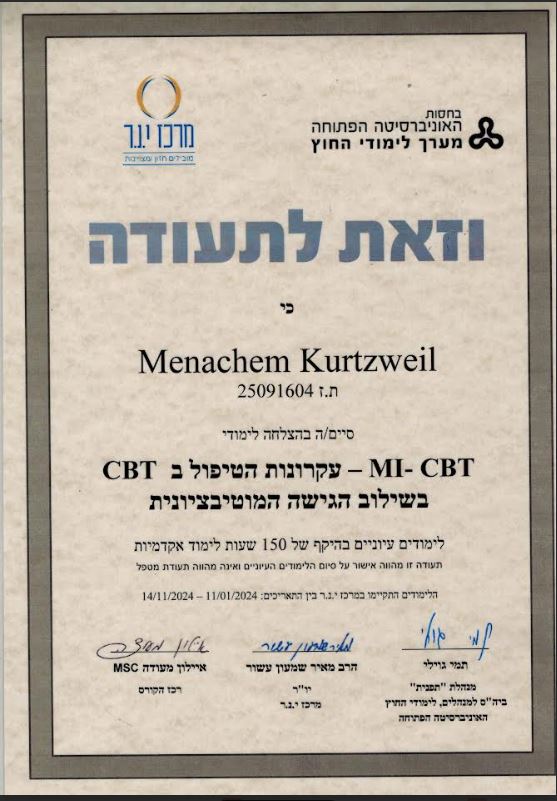 מרכז י.נ.ר
מובילים חזון ומצוינות
בחסות
האוניברסיטה הפתוחה
מערך לימודי החוץ
וזאת לתעודה
כי
Menachem Kurtzweil
ת.ז 25091604
סיים/ה בהצלחה לימודי
MI- CBT – עקרונות הטיפול ב CBT
בשילוב הגישה המוטיבציונית
לימודים עיוניים בהיקף של 150 שעות לימוד אקדמיות
תעודה זו מהווה אישור על סיום הלימודים העיוניים ואינה מהווה תעודת מטפל
הלימודים התקיימו במרכז י.נ.ר בין התאריכים: 11/01/2024 – 14/11/2024
תמי גוילי
מנהלת "תפנית"
ביה"ס למנהלים, לימודי החוץ
האוניברסיטה הפתוחה
הרב מאיר שמעון עשור
יו"ר
מרכז י.נ.ר
איילון מעודה MSC
רכז הקורס